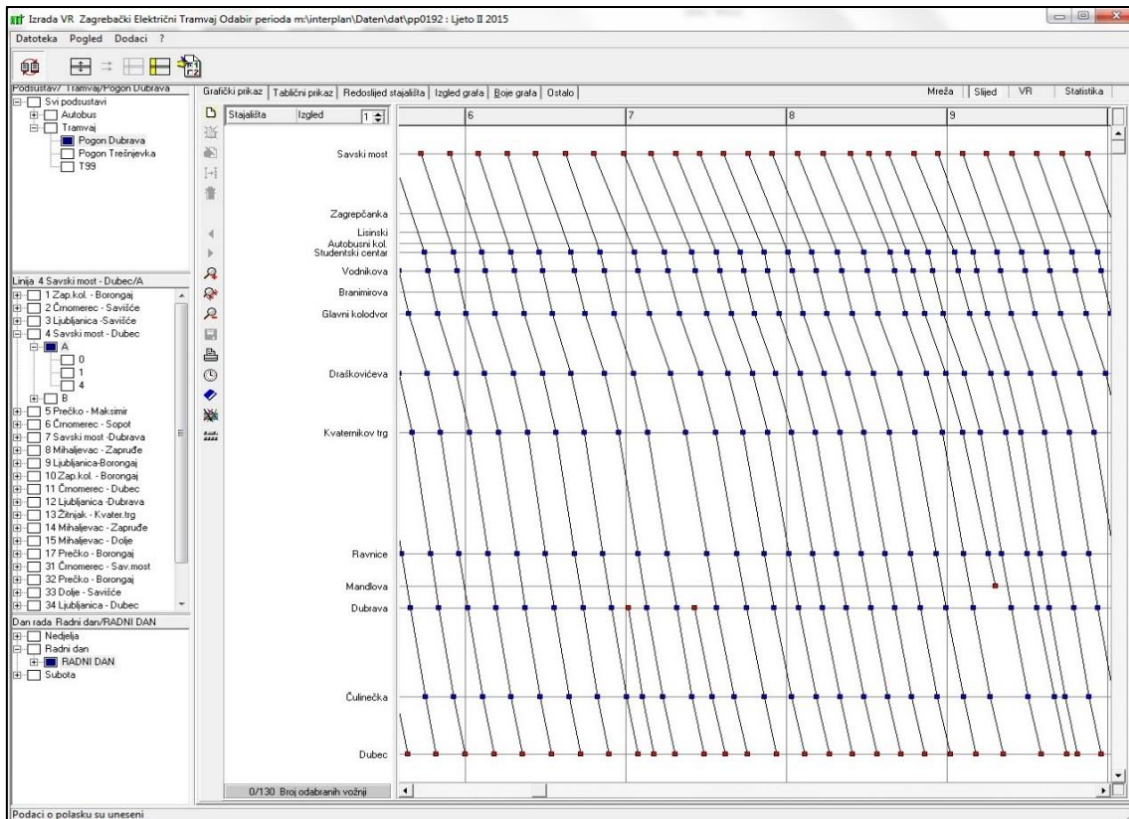 Izrada VR Zagrebački Električni Tramvaj Odabir perioda m:\interplan\Daten\dat\pp0192 : Ljeto II 2015
Datoteka Pogled Dodaci ?
Podsustav/ Tramvaj/Pogon Dubrava
Svi podsustavi
Autobus
Tramvaj
Pogon Dubrava
Pogon Trešnjevka
T99
Linija 4 Savski most - Dubec/A
1 Zap.kol. - Borongaj
2 Črnomerec - Savišće
3 Ljubljanica -Savišće
4 Savski most - Dubec
A
0
1
4
B
5 Prečko - Maksimir
6 Črnomerec - Sopot
7 Savski most -Dubrava
8 Mihaljevac - Zapruđe
9 Ljubljanica-Borongaj
10 Zap.kol. - Borongaj
11 Črnomerec - Dubec
12 Ljubljanica -Dubrava
13 Žitnjak - Kvater.trg
14 Mihaljevac - Zapruđe
15 Mihaljevac - Dolje
17 Prečko - Borongaj
31 Črnomerec - Sav.most
32 Prečko - Borongaj
33 Dolje - Savišće
34 Ljubljanica - Dubec
Dan rada Radni dan/RADNI DAN
Nedjelja
Radni dan
RADNI DAN
Subota
Grafički prikaz Tablični prikaz Redoslijed stajališta Izgled grafa Boje grafa Ostalo Mreža Slijed VR Statistika
Stajališta Izgled 1
6 7 8 9
Savski most
Zagrepčanka
Lisinski
Autobusni kol.
Studentski centar
Vodnikova
Branimirova
Glavni kolodvor
Draškovićeva
Kvaternikov trg
Ravnice
Mandlova
Dubrava
Čulinečka
Dubec
0/130 Broj odabranih vožnji
Podaci o polasku su uneseni